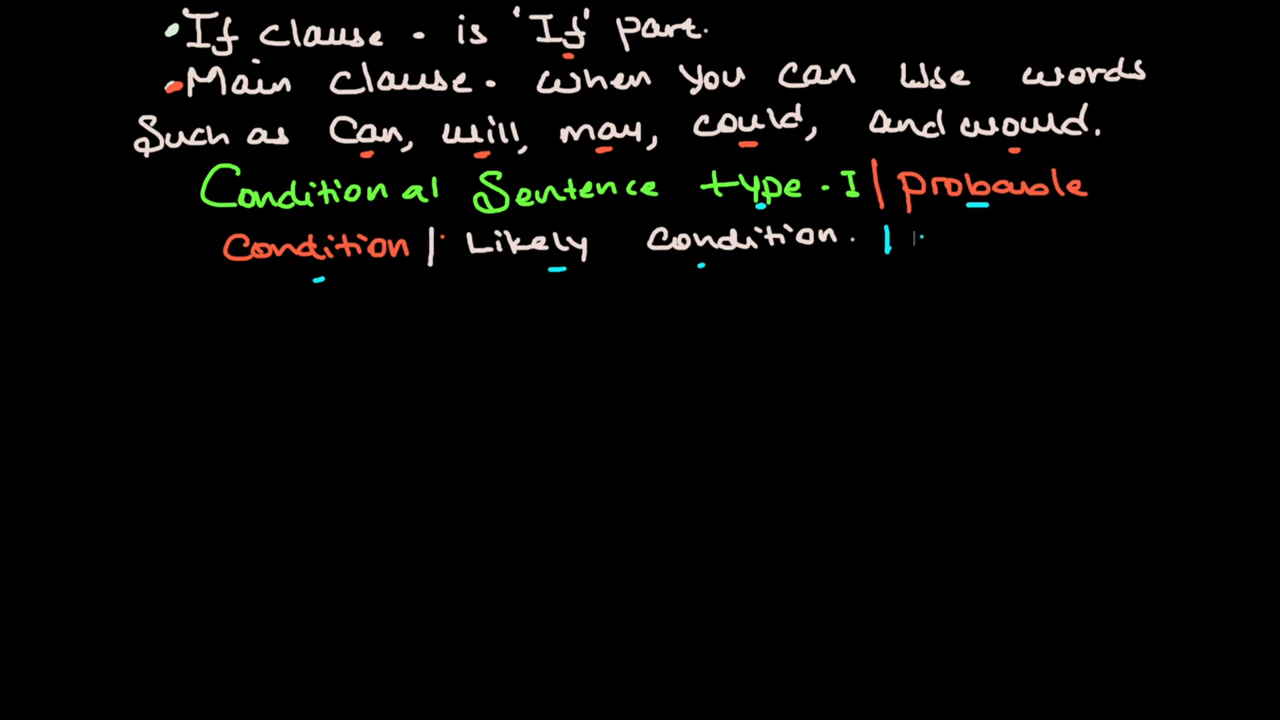 • If clause - is 'If' part.
• Main clause - when you can use words
Such as Can, will, may, could, and would.
Conditional Sentence type - I | probable
Condition | Likely condition. |